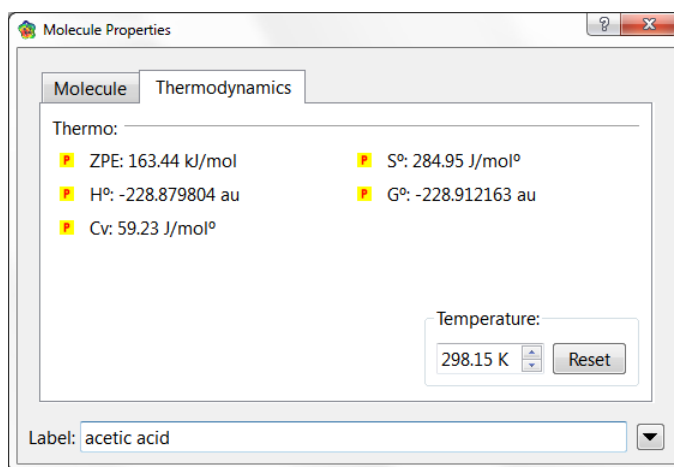 Molecule Properties
? X
Molecule Thermodynamics
Thermo:
P ZPE: 163.44 kJ/mol P Sº: 284.95 J/molº
P Hº: -228.879804 au P Gº: -228.912163 au
P Cv: 59.23 J/molº
Temperature:
298.15 K Reset
Label: acetic acid